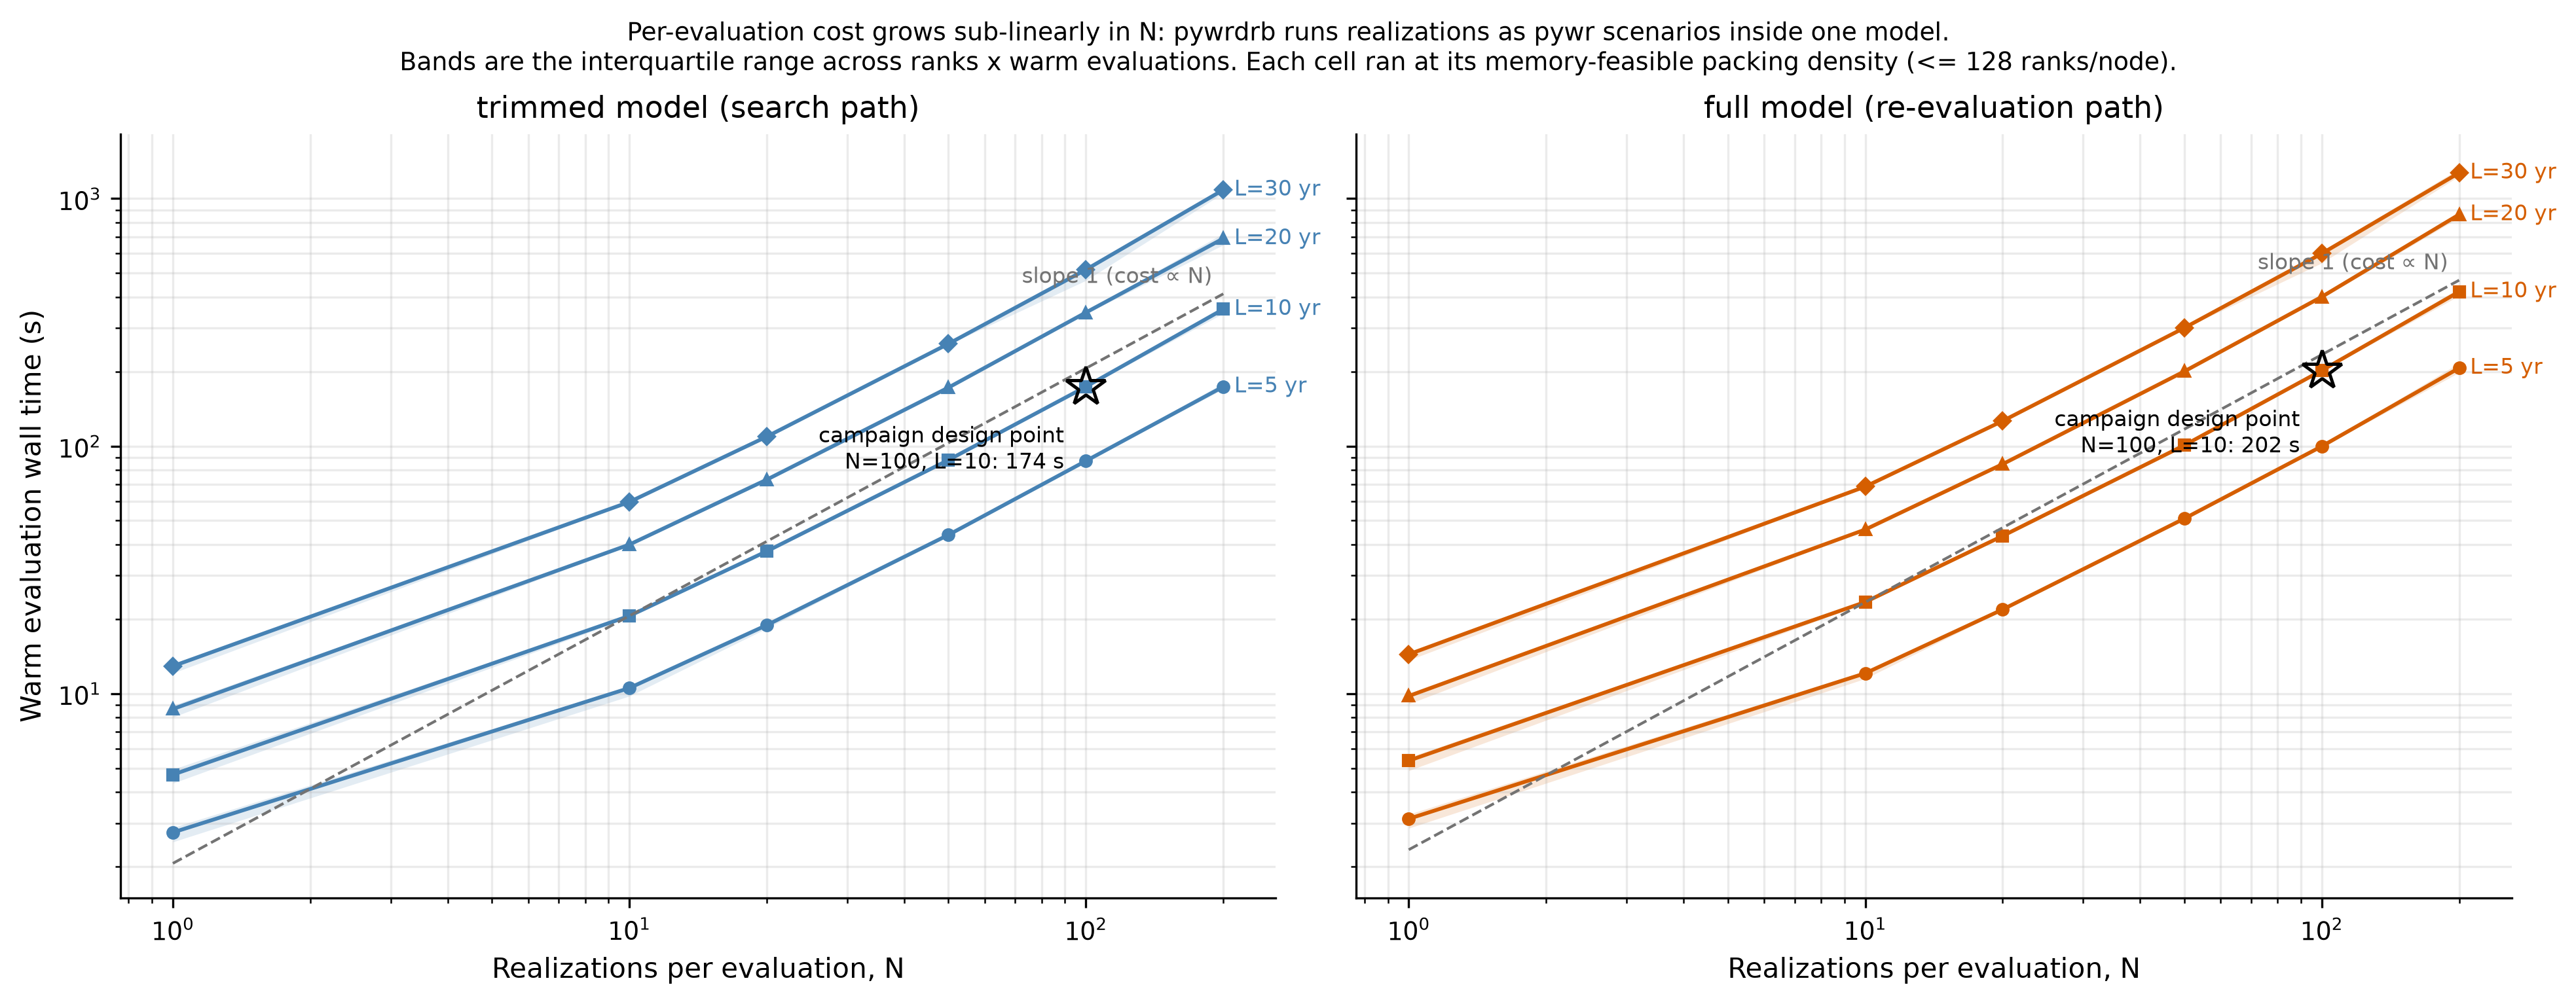 Per-evaluation cost grows sub-linearly in N: pywrdrb runs realizations as pywr scenarios inside one model.
Bands are the interquartile range across ranks x warm evaluations. Each cell ran at its memory-feasible packing density (<= 128 ranks/node).
trimmed model (search path)
Warm evaluation wall time (s)
10³
10²
10¹
L=30 yr
L=20 yr
slope 1 (cost ∝ N)
L=10 yr
L=5 yr
campaign design point
N=100, L=10: 174 s
10⁰ 10¹ 10²
Realizations per evaluation, N
full model (re-evaluation path)
L=30 yr
L=20 yr
slope 1 (cost ∝ N)
L=10 yr
L=5 yr
campaign design point
N=100, L=10: 202 s
10⁰ 10¹ 10²
Realizations per evaluation, N